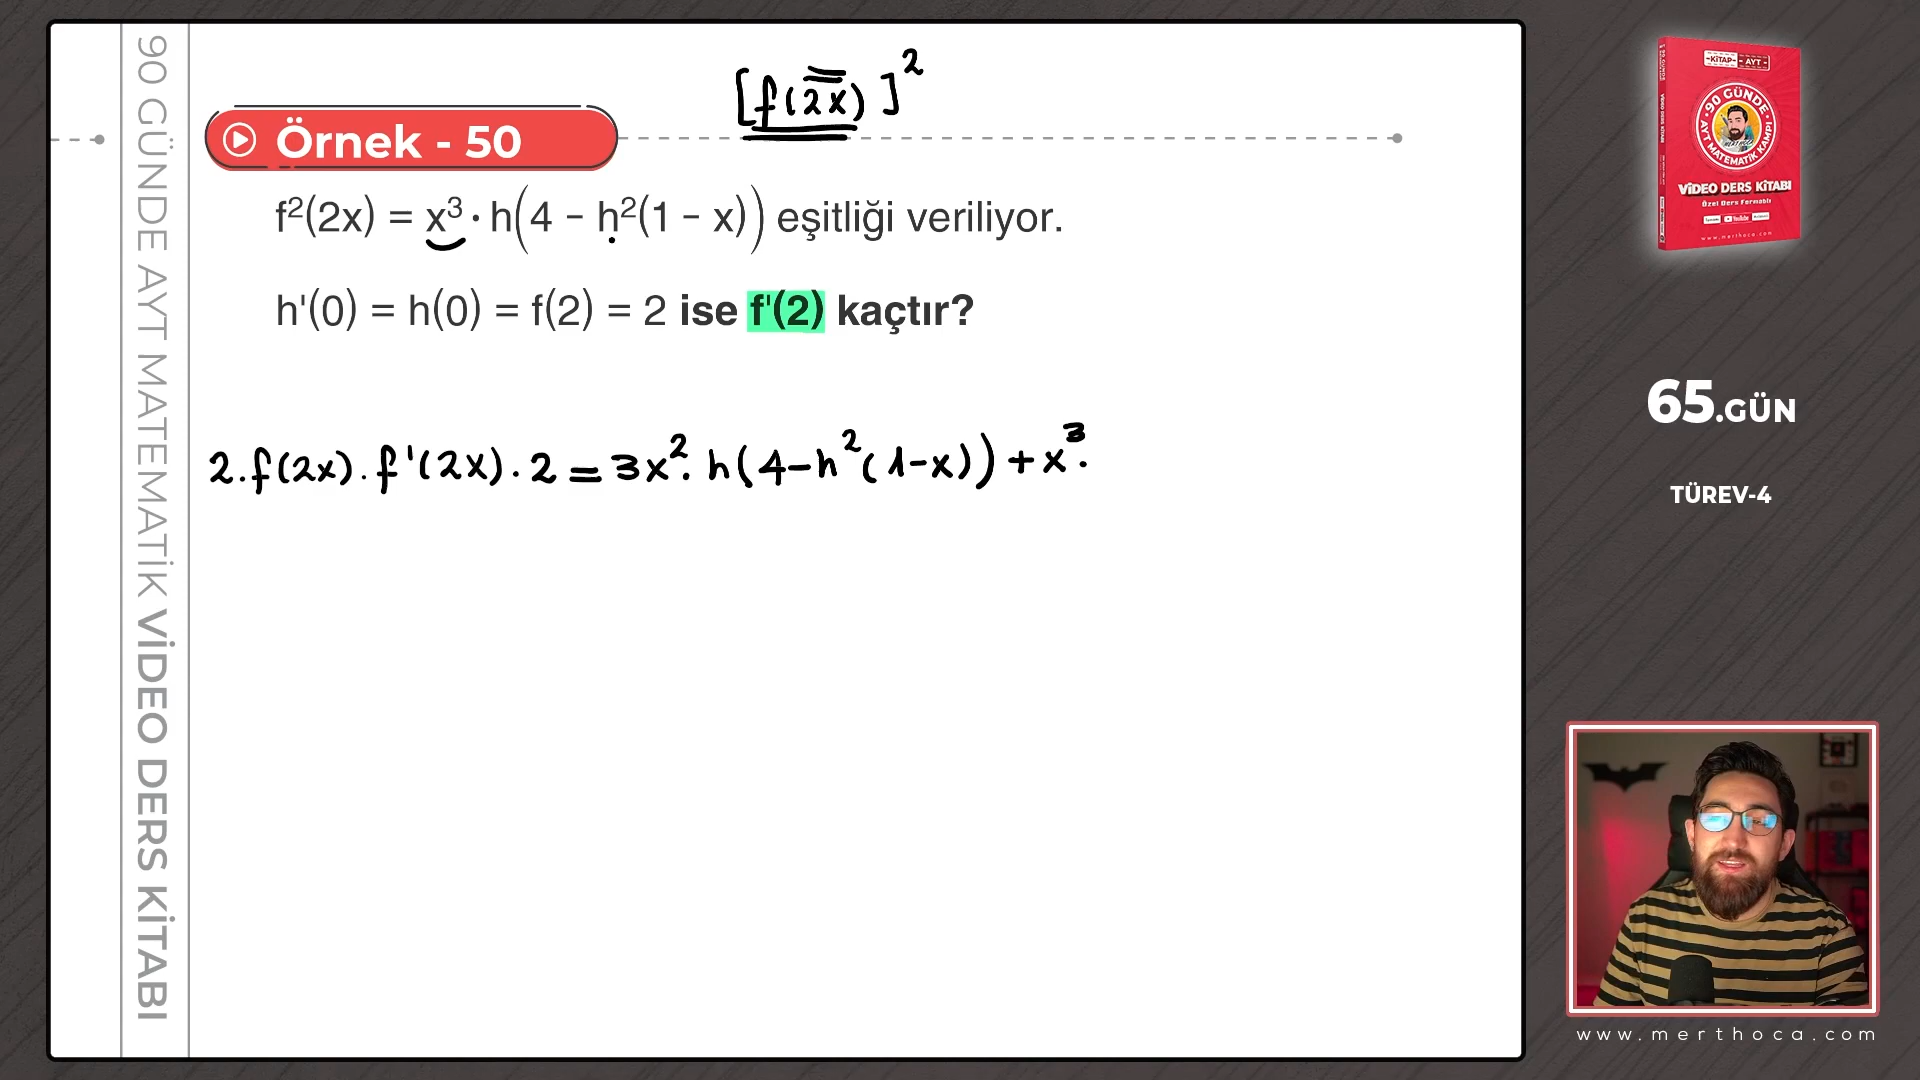 [f(2x)]²
Örnek - 50
f²(2x) = x³ · h(4 − h²(1 − x)) eşitliği veriliyor.
h'(0) = h(0) = f(2) = 2 ise f'(2) kaçtır?
2.f(2x).f'(2x).2 = 3x². h(4−h²(1−x)) + x³.
90 GÜNDE AYT MATEMATİK VİDEO DERS KİTABI
KİTAP AYT
90 GÜNDE
AYT MATEMATİK KAMPI
VİDEO DERS KİTABI
Özel Ders Formatlı
www.merthoca.com
65.GÜN
TÜREV-4
www.merthoca.com